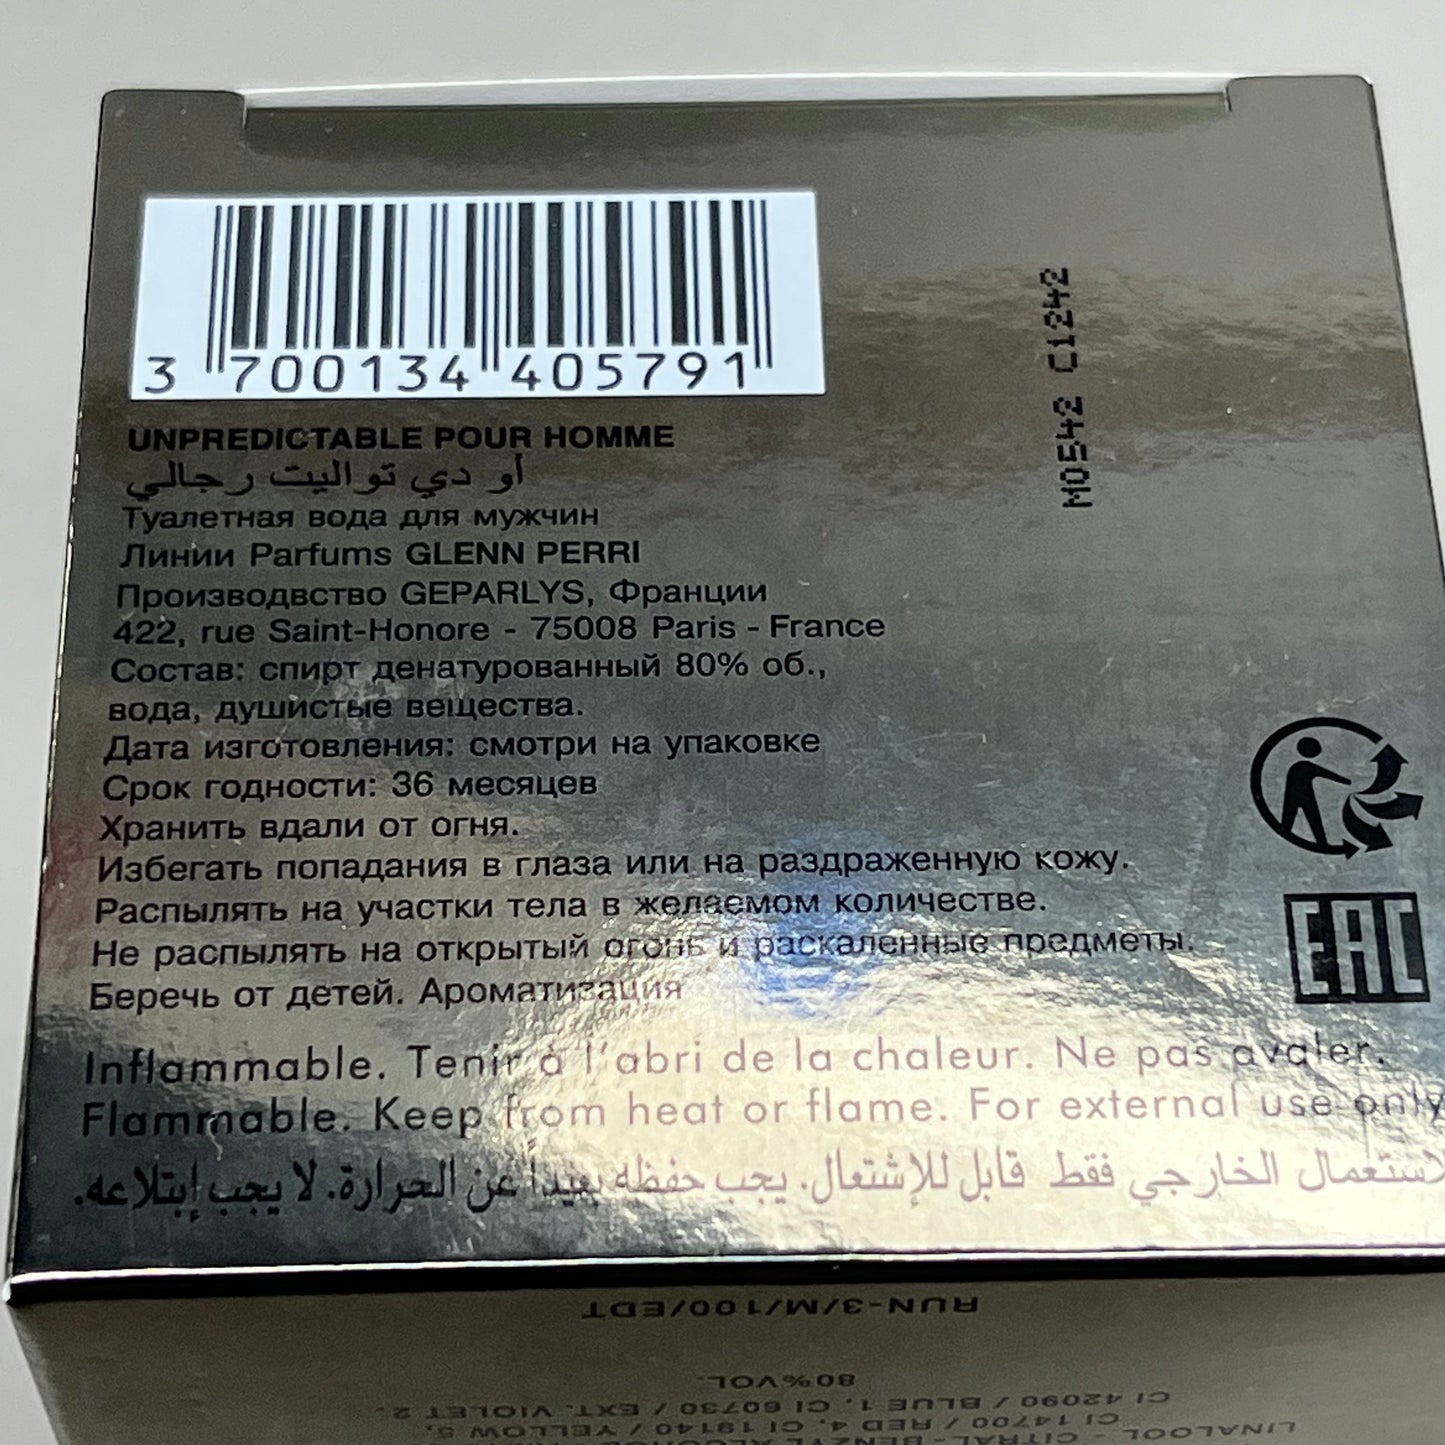 3 700134 405791
M0542 C1242
UNPREDICTABLE POUR HOMME
أو دي تواليت رجالي
Туалетная вода для мужчин
Линии Parfums GLENN PERRI
Производвство GEPARLYS, Франции
422, rue Saint-Honore - 75008 Paris - France
Состав: спирт денатурованный 80% об.,
вода, душистые вещества.
Дата изготовления: смотри на упаковке
Срок годности: 36 месяцев
Хранить вдали от огня.
Избегать попадания в глаза или на раздраженную кожу.
Распылять на участки тела в желаемом количестве.
Не распылять на открытый огонь и раскаленные предметы.
Беречь от детей. Ароматизация
EAC
Inflammable. Tenir à l'abri de la chaleur. Ne pas avaler.
Flammable. Keep from heat or flame. For external use only
الخارجي فقط قابل للإشتعال. يجب حفظه بعيداً عن الحرارة. لا يجب إبتلاعه.
RUN-3/M/100/EDT
80%VOL.
CI 42090 / BLUE 1, CI 60730 / EXT. VIOLET 2
CI 14700 / RED 4, CI 19140 / YELLOW 5.
LINALOOL - CITRAL-